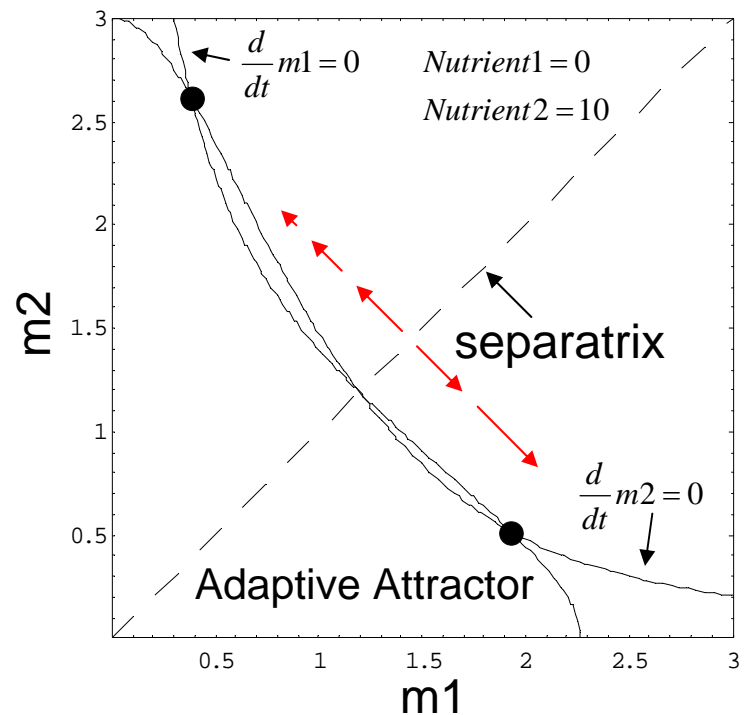 3
d/dt m1 = 0
Nutrient1 = 0
Nutrient2 = 10
2.5
2
m2
1.5
separatrix
1
d/dt m2 = 0
0.5
Adaptive Attractor
0.5 1 1.5 2 2.5 3
m1